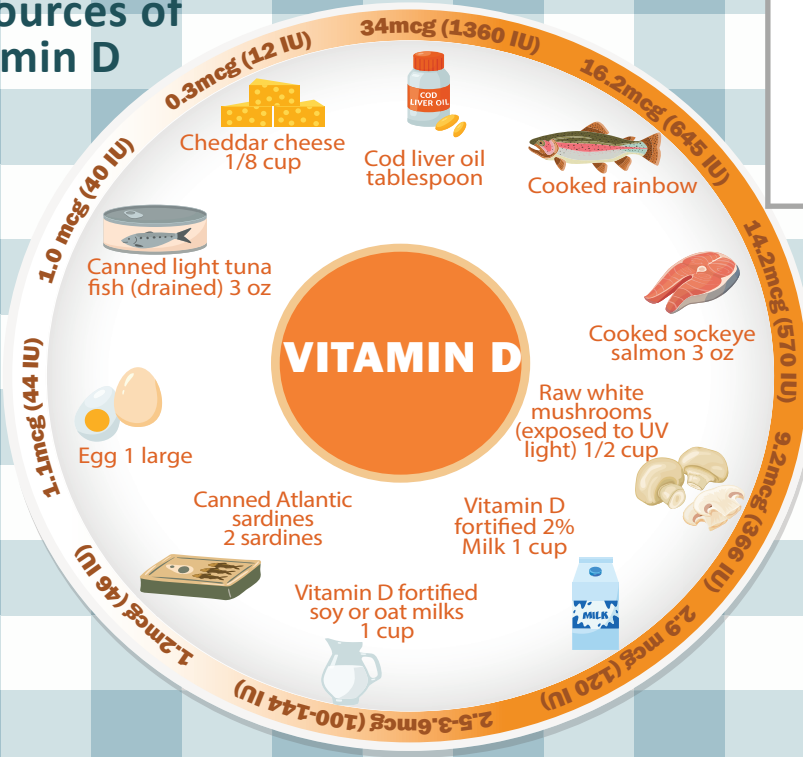 ources of
min D
34mcg (1360 IU)
COD
LIVER OIL
Cod liver oil
tablespoon
16.2mcg (645 IU)
Cooked rainbow
14.2mcg (570 IU)
Cooked sockeye
salmon 3 oz
9.2mcg (366 IU)
Raw white
mushrooms
(exposed to UV
light) 1/2 cup
2.9 mcg (120 IU)
Vitamin D
fortified 2%
Milk 1 cup
MILK
2.5-3.6mcg (100-144 IU)
Vitamin D fortified
soy or oat milks
1 cup
1.2mcg (46 IU)
Canned Atlantic
sardines
2 sardines
1.1mcg (44 IU)
Egg 1 large
1.0 mcg (40 IU)
Canned light tuna
fish (drained) 3 oz
0.3mcg (12 IU)
Cheddar cheese
1/8 cup
VITAMIN D